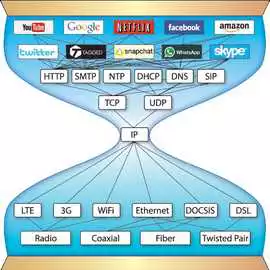 YouTube Google NETFLIX facebook amazon
twitter TAGGED snapchat WhatsApp skype
HTTP SMTP NTP DHCP DNS SIP
TCP UDP
IP
LTE 3G WiFi Ethernet DOCSIS DSL
Radio Coaxial Fiber Twisted Pair